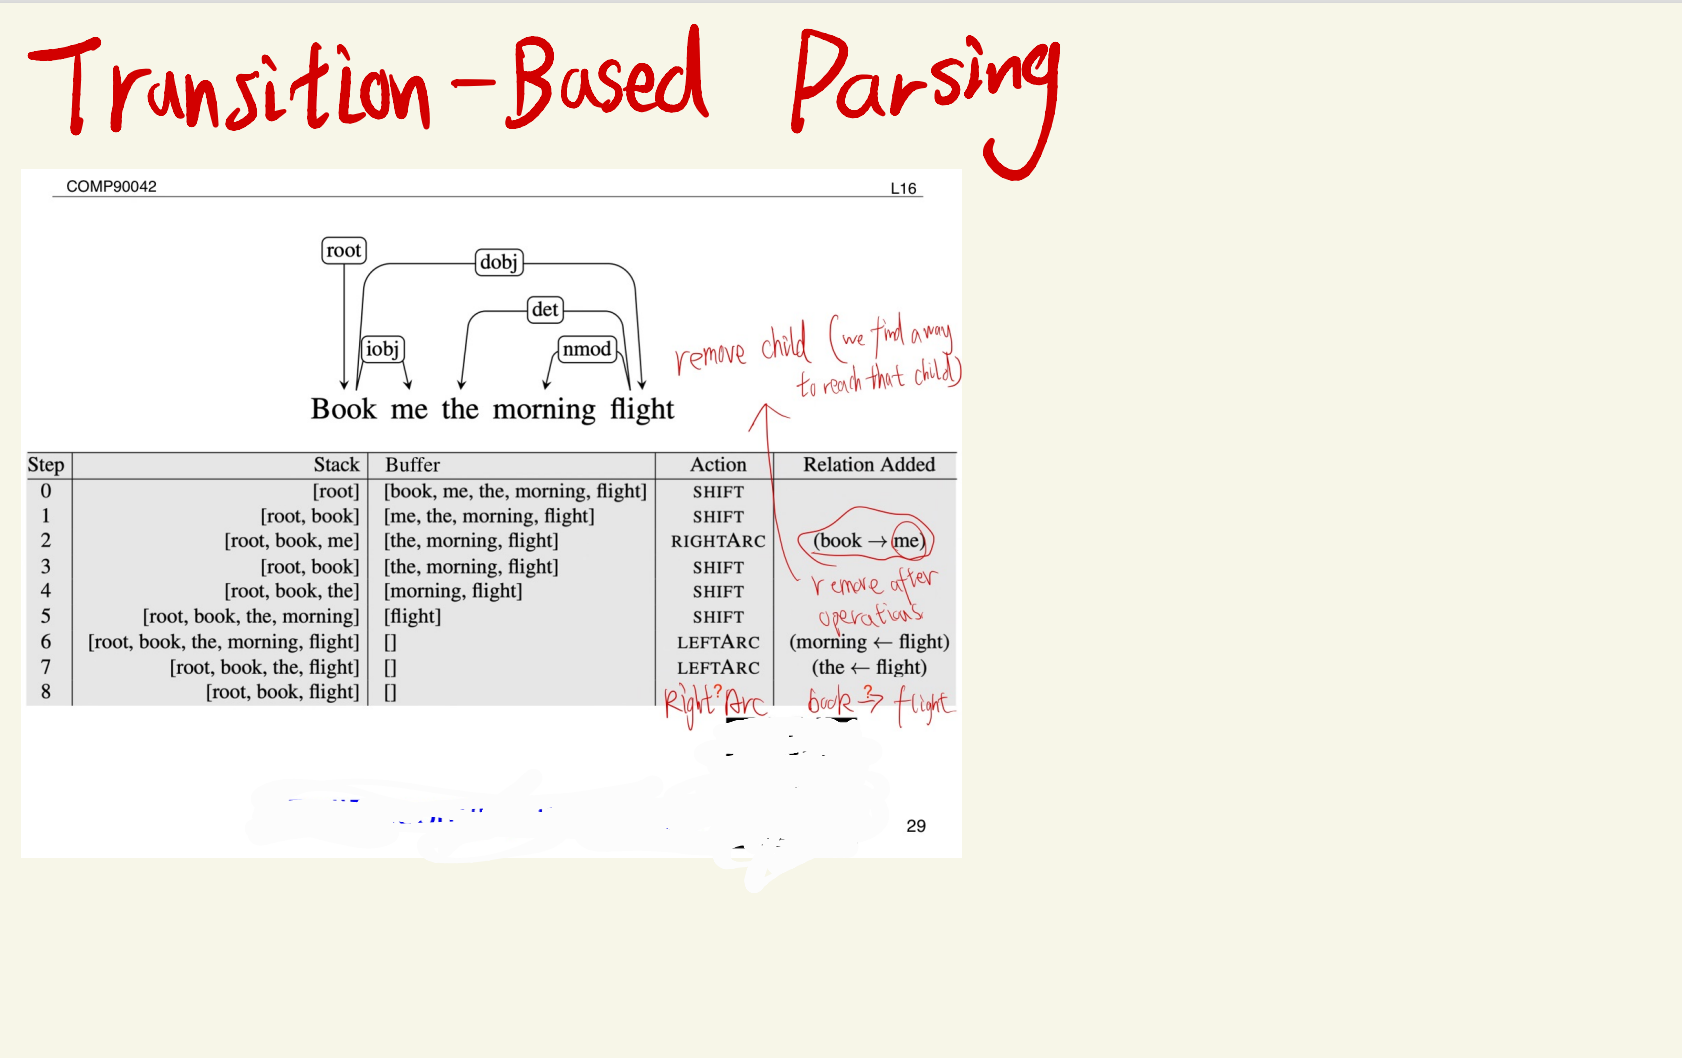 Transition-Based Parsing
COMP90042 L16
root
dobj
det
iobj nmod
Book me the morning flight
remove child (we find a way
to reach that child)
Step Stack Buffer Action Relation Added
0 [root] [book, me, the, morning, flight] SHIFT
1 [root, book] [me, the, morning, flight] SHIFT
2 [root, book, me] [the, morning, flight] RIGHTARC (book → me)
3 [root, book] [the, morning, flight] SHIFT
4 [root, book, the] [morning, flight] SHIFT
remove after
5 [root, book, the, morning] [flight] SHIFT
operations
6 [root, book, the, morning, flight] [] LEFTARC (morning ← flight)
7 [root, book, the, flight] [] LEFTARC (the ← flight)
8 [root, book, flight] [] Right?Arc book ?→ flight
29